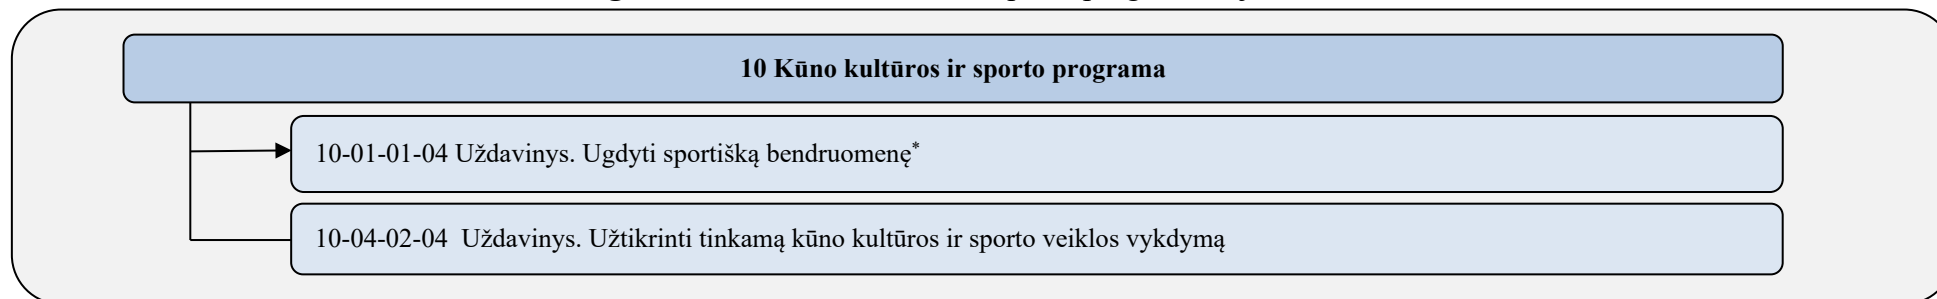 10 Kūno kultūros ir sporto programa
10-01-01-04 Uždavinys. Ugdyti sportišką bendruomenę*
10-04-02-04 Uždavinys. Užtikrinti tinkamą kūno kultūros ir sporto veiklos vykdymą